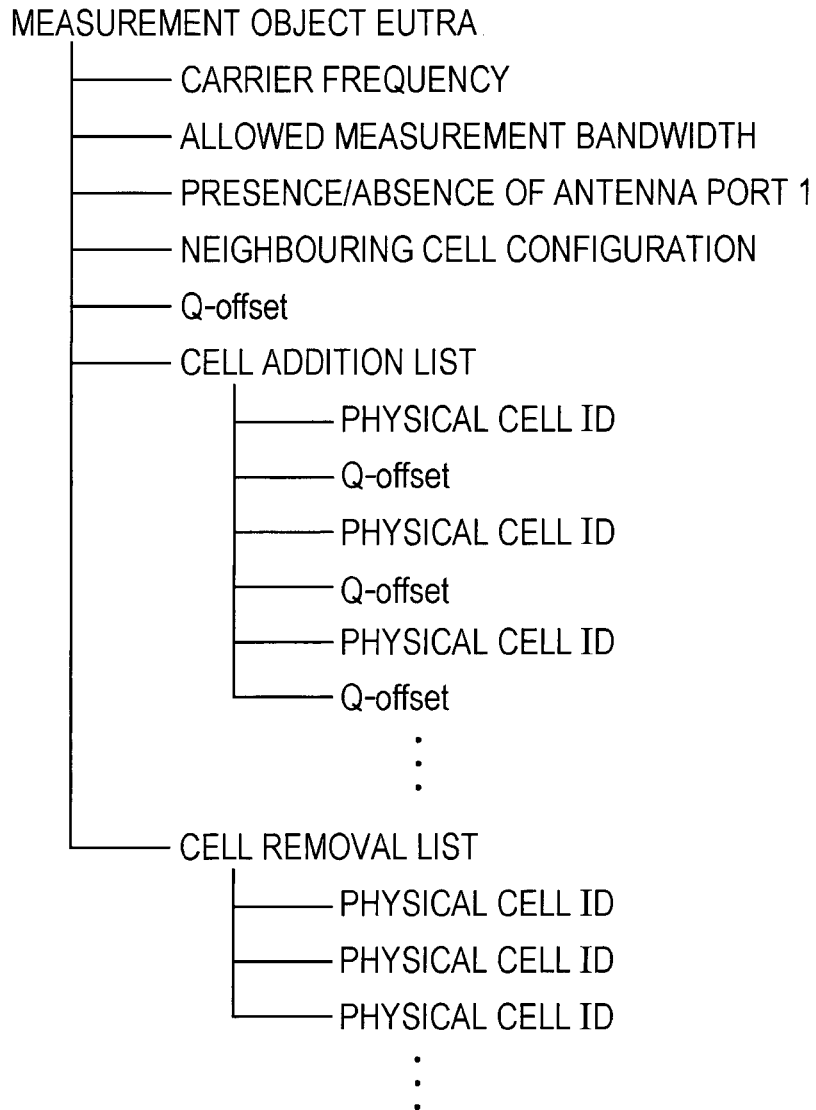 MEASUREMENT OBJECT EUTRA
CARRIER FREQUENCY
ALLOWED MEASUREMENT BANDWIDTH
PRESENCE/ABSENCE OF ANTENNA PORT 1
NEIGHBOURING CELL CONFIGURATION
Q-offset
CELL ADDITION LIST
PHYSICAL CELL ID
Q-offset
PHYSICAL CELL ID
Q-offset
PHYSICAL CELL ID
Q-offset
CELL REMOVAL LIST
PHYSICAL CELL ID
PHYSICAL CELL ID
PHYSICAL CELL ID